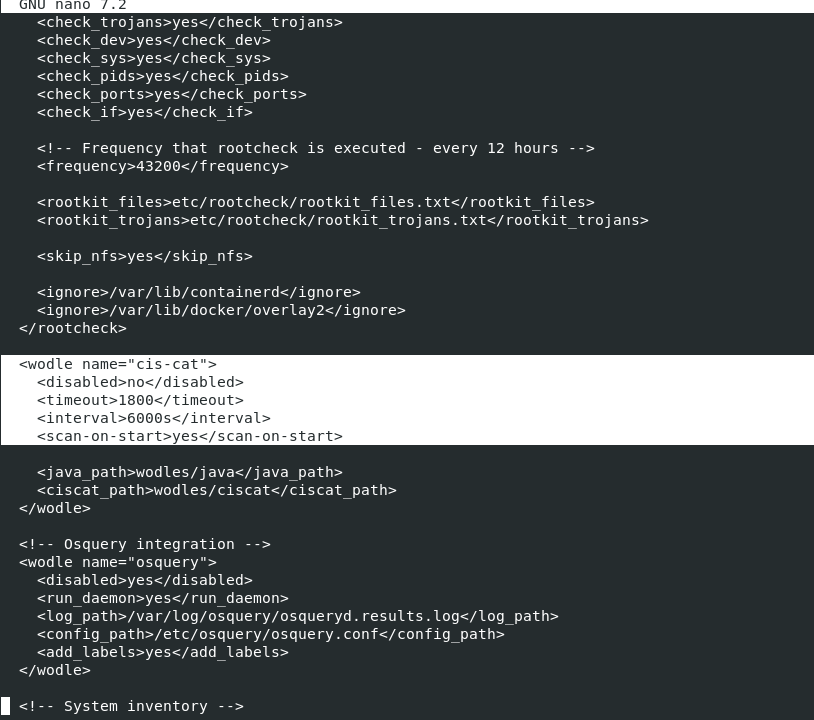 GNU nano 7.2
<check_trojans>yes</check_trojans>
<check_dev>yes</check_dev>
<check_sys>yes</check_sys>
<check_pids>yes</check_pids>
<check_ports>yes</check_ports>
<check_if>yes</check_if>
<!-- Frequency that rootcheck is executed - every 12 hours -->
<frequency>43200</frequency>
<rootkit_files>etc/rootcheck/rootkit_files.txt</rootkit_files>
<rootkit_trojans>etc/rootcheck/rootkit_trojans.txt</rootkit_trojans>
<skip_nfs>yes</skip_nfs>
<ignore>/var/lib/containerd</ignore>
<ignore>/var/lib/docker/overlay2</ignore>
</rootcheck>
<wodle name="cis-cat">
<disabled>no</disabled>
<timeout>1800</timeout>
<interval>6000s</interval>
<scan-on-start>yes</scan-on-start>
<java_path>wodles/java</java_path>
<ciscat_path>wodles/ciscat</ciscat_path>
</wodle>
<!-- Osquery integration -->
<wodle name="osquery">
<disabled>yes</disabled>
<run_daemon>yes</run_daemon>
<log_path>/var/log/osquery/osqueryd.results.log</log_path>
<config_path>/etc/osquery/osquery.conf</config_path>
<add_labels>yes</add_labels>
</wodle>
<!-- System inventory -->